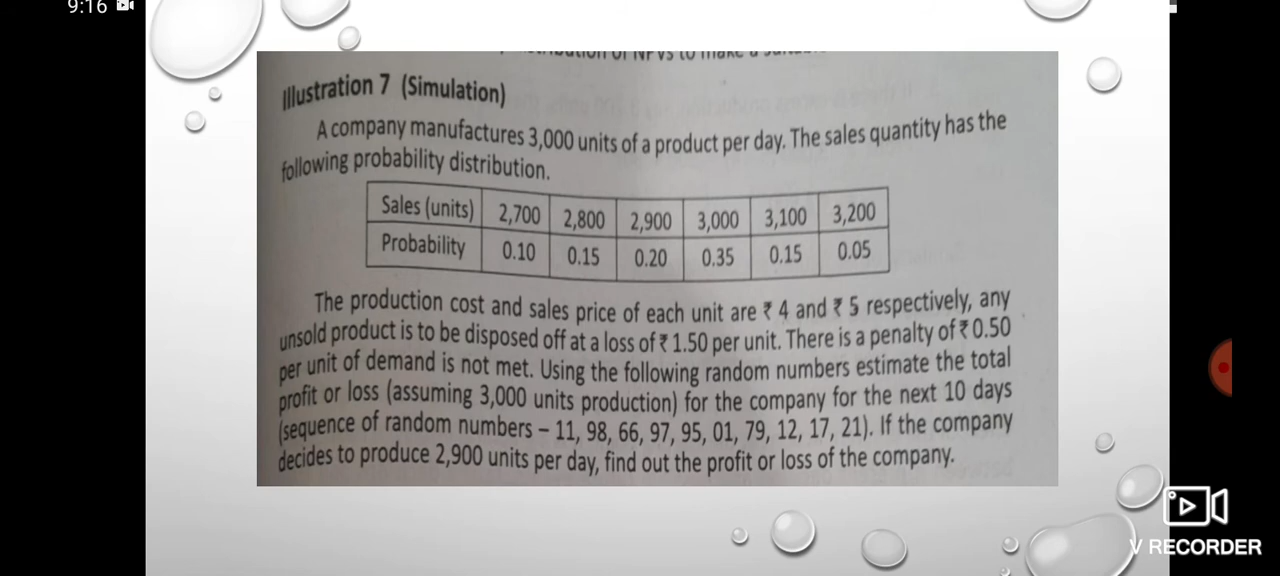 9:16
Illustration 7 (Simulation)
A company manufactures 3,000 units of a product per day. The sales quantity has the
following probability distribution.
Sales (units) 2,700 2,800 2,900 3,000 3,100 3,200
Probability 0.10 0.15 0.20 0.35 0.15 0.05
The production cost and sales price of each unit are ₹ 4 and ₹ 5 respectively, any
unsold product is to be disposed off at a loss of ₹ 1.50 per unit. There is a penalty of ₹ 0.50
per unit of demand is not met. Using the following random numbers estimate the total
profit or loss (assuming 3,000 units production) for the company for the next 10 days
(sequence of random numbers – 11, 98, 66, 97, 95, 01, 79, 12, 17, 21). If the company
decides to produce 2,900 units per day, find out the profit or loss of the company.
V RECORDER